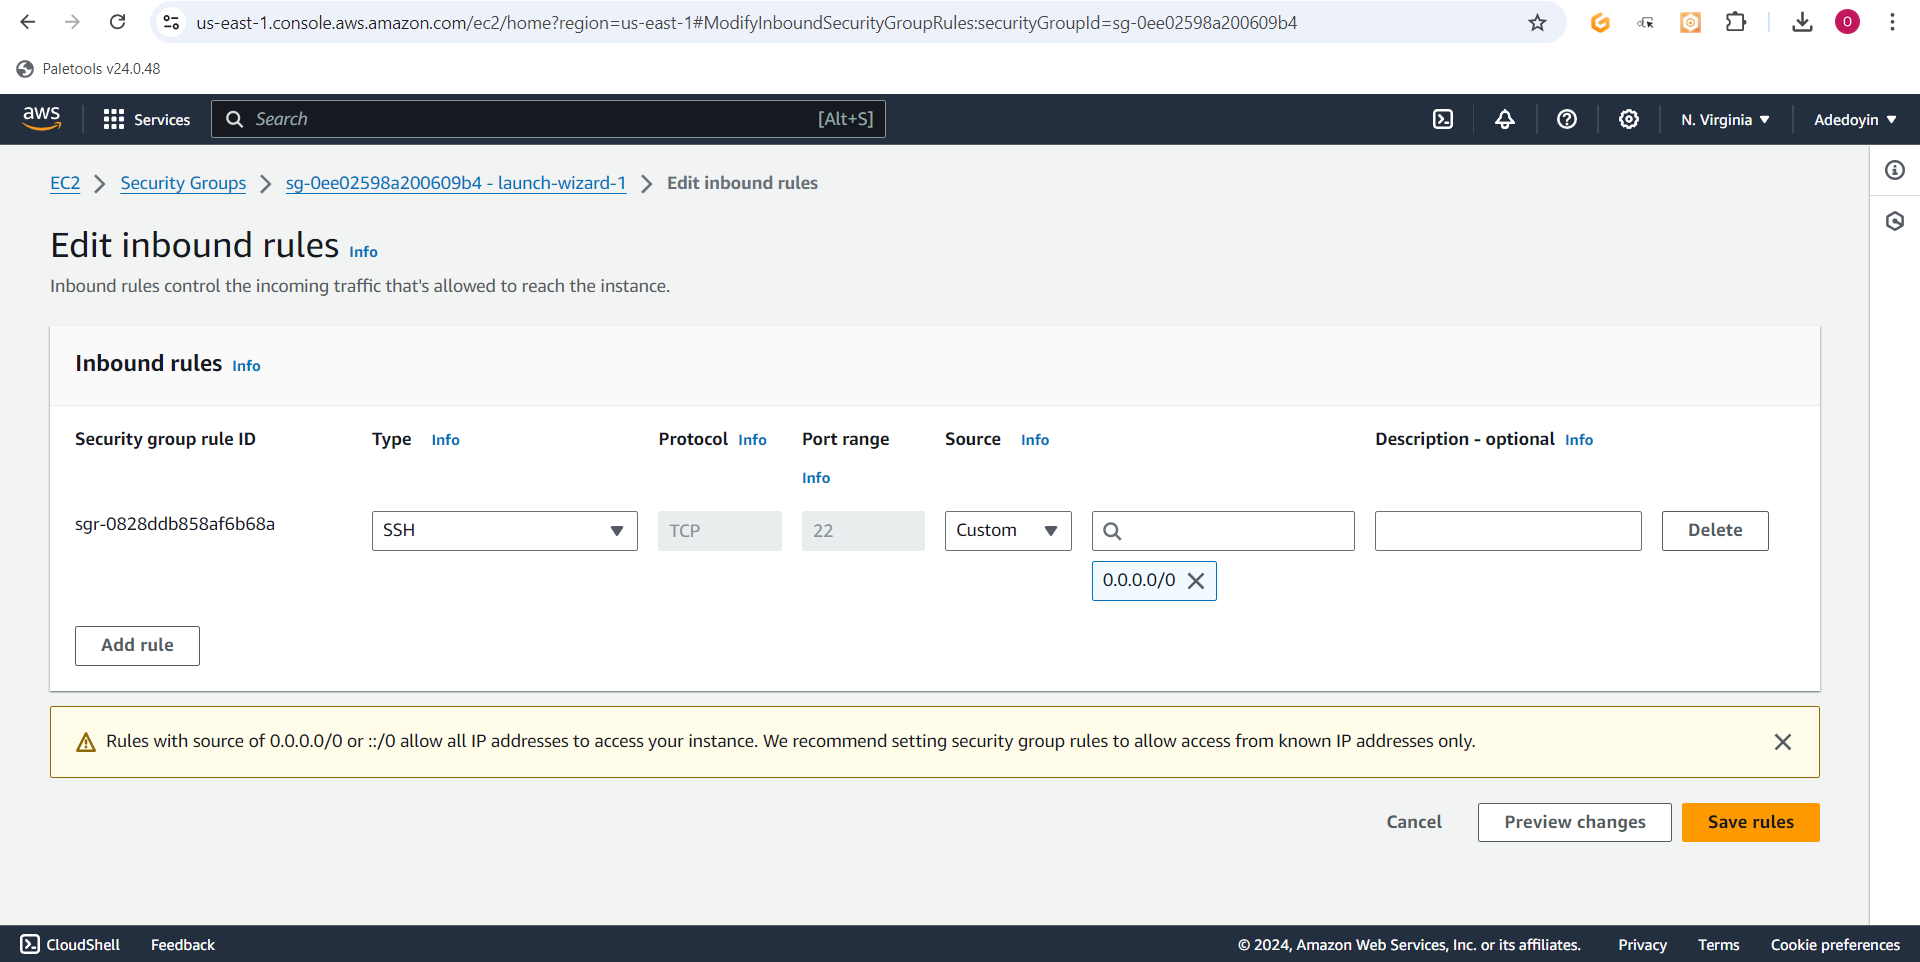 us-east-1.console.aws.amazon.com/ec2/home?region=us-east-1#ModifyInboundSecurityGroupRules:securityGroupId=sg-0ee02598a200609b4
O
Paletools v24.0.48
aws Services Search [Alt+S] N. Virginia Adedoyin
EC2 Security Groups sg-0ee02598a200609b4 - launch-wizard-1 Edit inbound rules
Edit inbound rules Info
Inbound rules control the incoming traffic that's allowed to reach the instance.
Inbound rules Info
Security group rule ID Type Info Protocol Info Port range Source Info Description - optional Info
Info
sgr-0828ddb858af6b68a SSH TCP 22 Custom Delete
0.0.0.0/0
Add rule
Rules with source of 0.0.0.0/0 or ::/0 allow all IP addresses to access your instance. We recommend setting security group rules to allow access from known IP addresses only.
Cancel Preview changes Save rules
CloudShell Feedback © 2024, Amazon Web Services, Inc. or its affiliates. Privacy Terms Cookie preferences